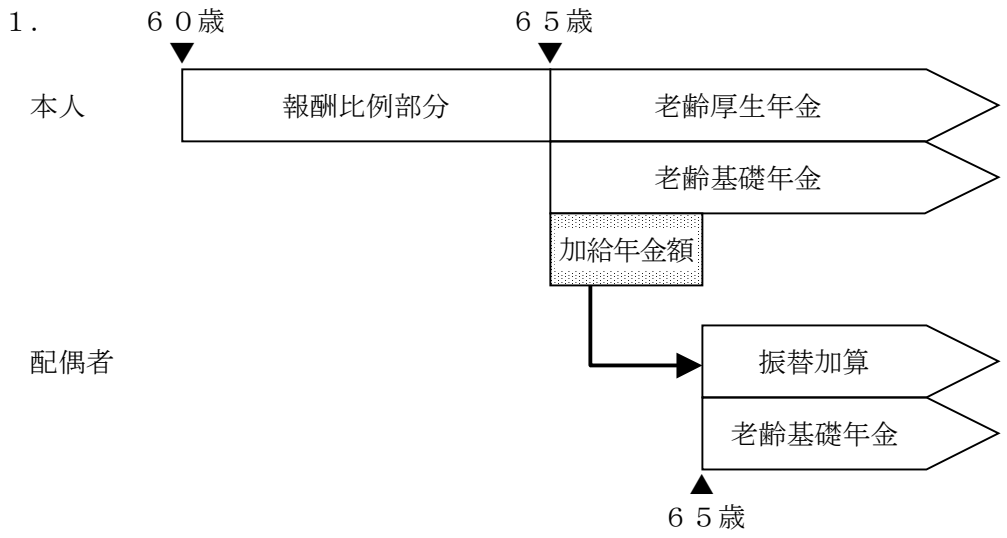 1.
６０歳
６５歳
本人
報酬比例部分
老齢厚生年金
老齢基礎年金
加給年金額
配偶者
振替加算
老齢基礎年金
６５歳